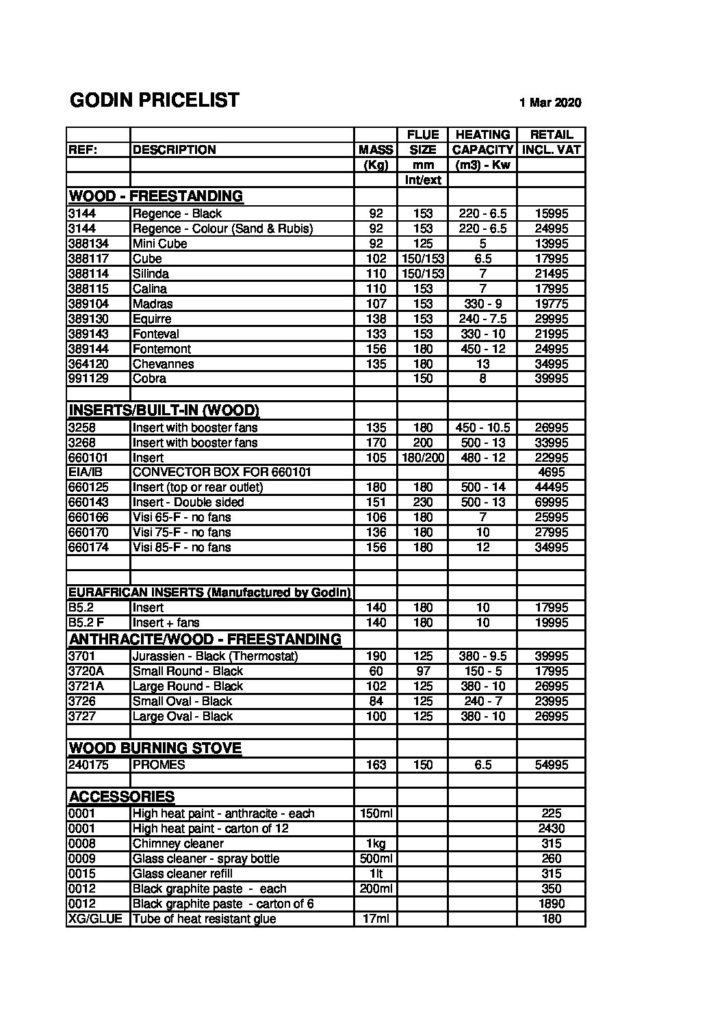 GODIN PRICELIST 1 Mar 2020
FLUE HEATING RETAIL
REF: DESCRIPTION MASS SIZE CAPACITY INCL. VAT
(Kg) mm (m3) - Kw
Int/ext
WOOD - FREESTANDING
3144 Regence - Black 92 153 220 - 6.5 15995
3144 Regence - Colour (Sand & Rubis) 92 153 220 - 6.5 24995
388134 Mini Cube 92 125 5 13995
388117 Cube 102 150/153 6.5 17995
388114 Silinda 110 150/153 7 21495
388115 Calina 110 153 7 17995
389104 Madras 107 153 330 - 9 19775
389130 Equirre 138 153 240 - 7.5 29995
389143 Fonteval 133 153 330 - 10 21995
389144 Fontemont 156 180 450 - 12 24995
364120 Chevannes 135 180 13 34995
991129 Cobra 150 8 39995
INSERTS/BUILT-IN (WOOD)
3258 Insert with booster fans 135 180 450 - 10.5 26995
3268 Insert with booster fans 170 200 500 - 13 33995
660101 Insert 105 180/200 480 - 12 22995
EIA/IB CONVECTOR BOX FOR 660101 4695
660125 Insert (top or rear outlet) 180 180 500 - 14 44495
660143 Insert - Double sided 151 230 500 - 13 69995
660166 Visi 65-F - no fans 106 180 7 25995
660170 Visi 75-F - no fans 136 180 10 27995
660174 Visi 85-F - no fans 156 180 12 34995
EURAFRICAN INSERTS (Manufactured by Godin)
B5.2 Insert 140 180 10 17995
B5.2 F Insert + fans 140 180 10 19995
ANTHRACITE/WOOD - FREESTANDING
3701 Jurassien - Black (Thermostat) 190 125 380 - 9.5 39995
3720A Small Round - Black 60 97 150 - 5 17995
3721A Large Round - Black 102 125 380 - 10 26995
3726 Small Oval - Black 84 125 240 - 7 23995
3727 Large Oval - Black 100 125 380 - 10 26995
WOOD BURNING STOVE
240175 PROMES 163 150 6.5 54995
ACCESSORIES
0001 High heat paint - anthracite - each 150ml 225
0001 High heat paint - carton of 12 2430
0008 Chimney cleaner 1kg 315
0009 Glass cleaner - spray bottle 500ml 260
0015 Glass cleaner refill 1lt 315
0012 Black graphite paste - each 200ml 350
0012 Black graphite paste - carton of 6 1890
XG/GLUE Tube of heat resistant glue 17ml 180